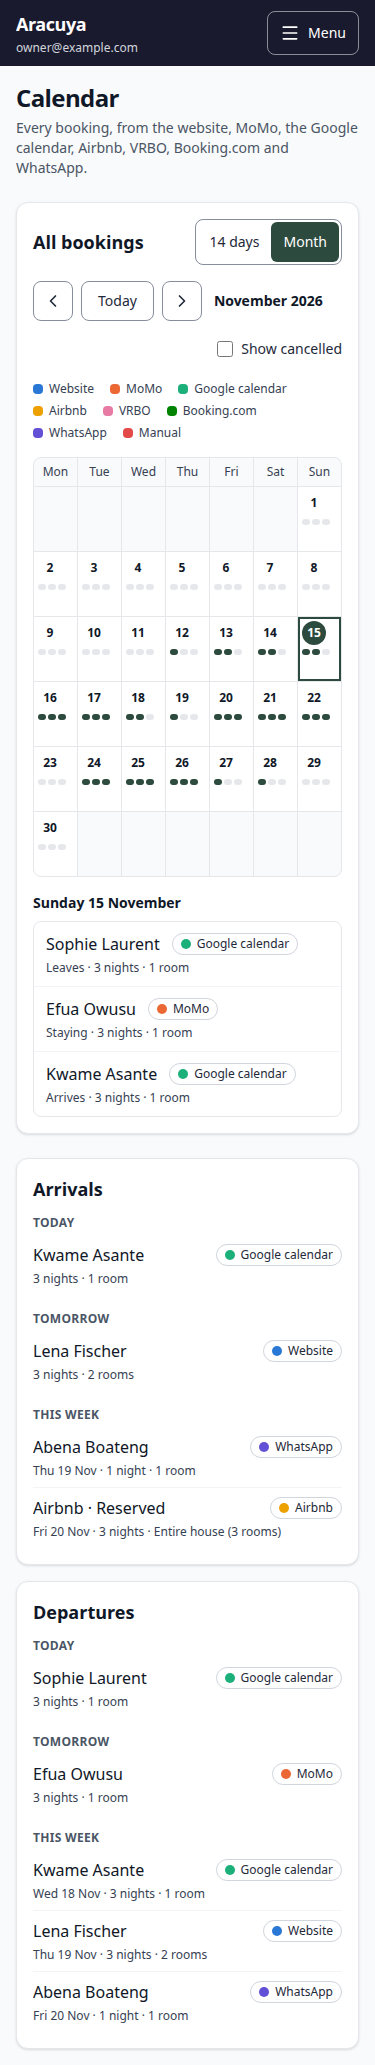 Aracuya
owner@example.com
Menu
Calendar
Every booking, from the website, MoMo, the Google
calendar, Airbnb, VRBO, Booking.com and
WhatsApp.
All bookings
14 days
Month
Today
November 2026
Show cancelled
Website MoMo Google calendar
Airbnb VRBO Booking.com
WhatsApp Manual
Mon Tue Wed Thu Fri Sat Sun
1
2 3 4 5 6 7 8
9 10 11 12 13 14 15
16 17 18 19 20 21 22
23 24 25 26 27 28 29
30
Sunday 15 November
Sophie Laurent Google calendar
Leaves · 3 nights · 1 room
Efua Owusu MoMo
Staying · 3 nights · 1 room
Kwame Asante Google calendar
Arrives · 3 nights · 1 room
Arrivals
TODAY
Kwame Asante Google calendar
3 nights · 1 room
TOMORROW
Lena Fischer Website
3 nights · 2 rooms
THIS WEEK
Abena Boateng WhatsApp
Thu 19 Nov · 1 night · 1 room
Airbnb · Reserved Airbnb
Fri 20 Nov · 3 nights · Entire house (3 rooms)
Departures
TODAY
Sophie Laurent Google calendar
3 nights · 1 room
TOMORROW
Efua Owusu MoMo
3 nights · 1 room
THIS WEEK
Kwame Asante Google calendar
Wed 18 Nov · 3 nights · 1 room
Lena Fischer Website
Thu 19 Nov · 3 nights · 2 rooms
Abena Boateng WhatsApp
Fri 20 Nov · 1 night · 1 room